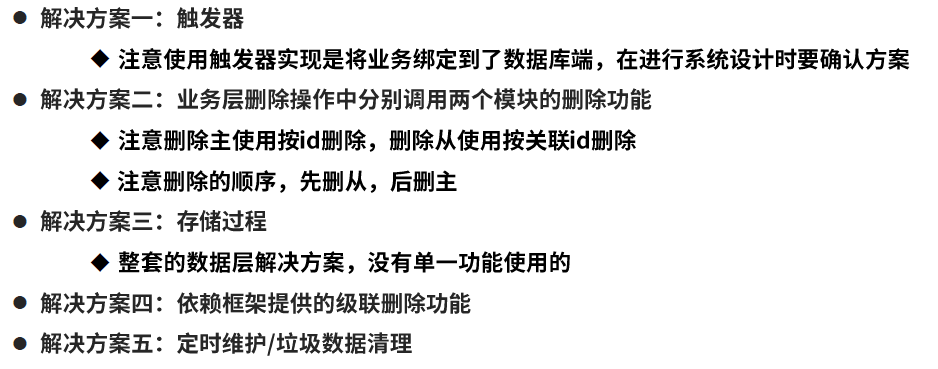 ● 解决方案一：触发器
◆ 注意使用触发器实现是将业务绑定到了数据库端，在进行系统设计时要确认方案
● 解决方案二：业务层删除操作中分别调用两个模块的删除功能
◆ 注意删除主使用按id删除，删除从使用按关联id删除
◆ 注意删除的顺序，先删从，后删主
● 解决方案三：存储过程
◆ 整套的数据层解决方案，没有单一功能使用的
● 解决方案四：依赖框架提供的级联删除功能
● 解决方案五：定时维护/垃圾数据清理